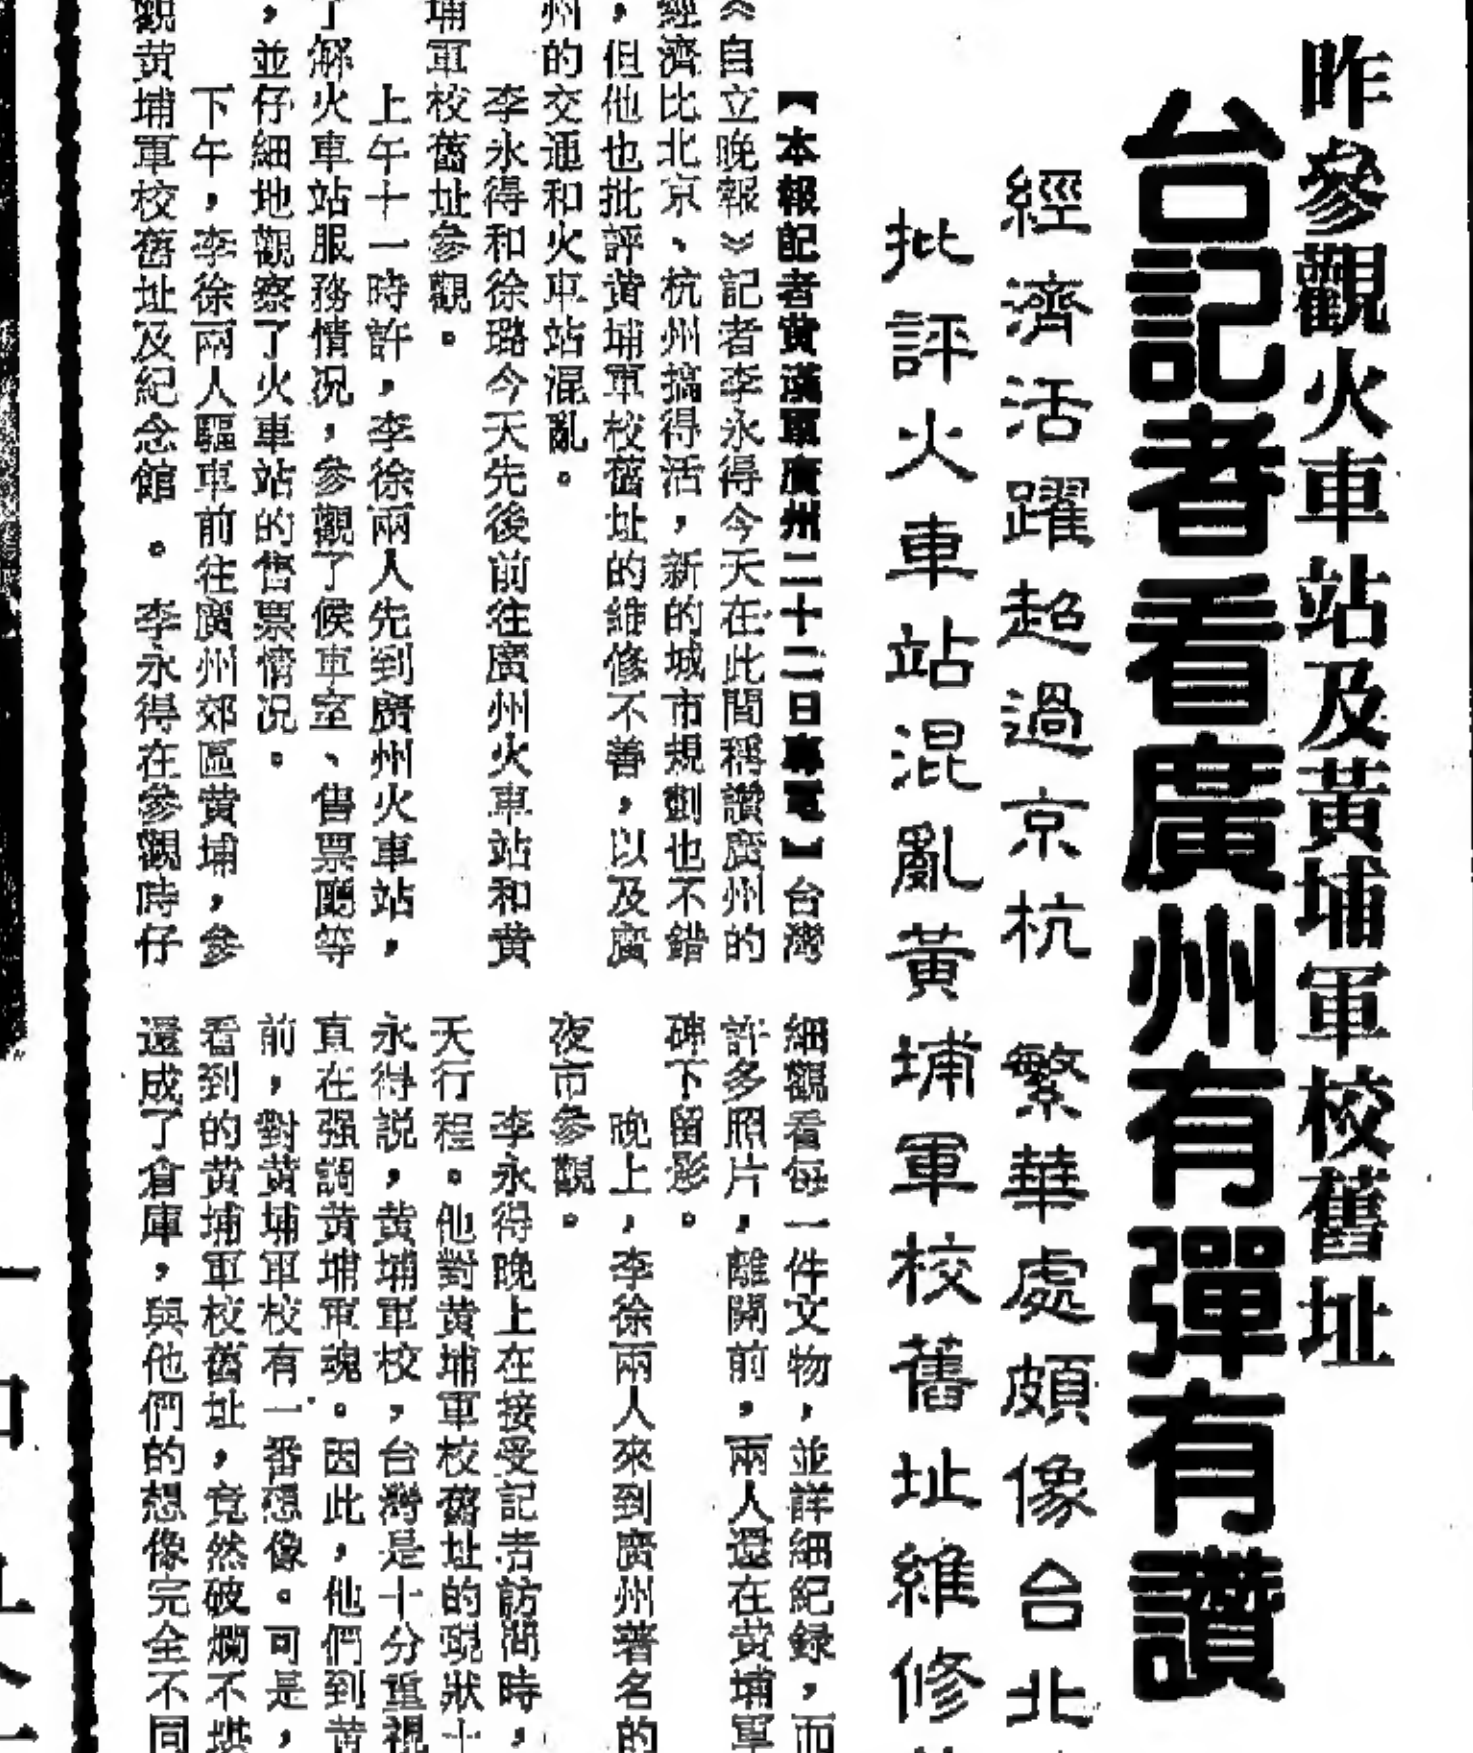 昨參觀火車站及黃埔軍校舊址
台記者看廣州有彈有讚
經濟活躍超過京杭 繁華處頗像台北
批評火車站混亂黃埔軍校舊址維修
【本報記者黄漢軍廣州二十二日專電】台灣
《自立晚報》記者李永得今天在此間稱讚廣州的
經濟比北京、杭州搞得活，新的城市規劃也不錯
，但他也批評黄埔軍校舊址的維修不善，以及廣
州的交通和火車站混亂。
李永得和徐璐今天先後前往廣州火車站和黄
埔軍校舊址參觀。
上午十一時許，李徐兩人先到廣州火車站，
了解火車站服務情况，參觀了候車室、售票廳等
，並仔細地觀察了火車站的售票情况。
下午，李徐兩人驅車前往廣州郊區黄埔，參
觀黄埔軍校舊址及紀念館。李永得在參觀時仔
細觀看每一件文物，並詳細紀録，而
許多照片，離開前，兩人還在黄埔軍
碑下留影。
晚上，李徐兩人來到廣州著名的
夜市參觀。
李永得晚上在接受記者訪問時，
天行程。他對黄埔軍校舊址的現狀十
永得説，黄埔軍校，台灣是十分重視
直在强調黄埔軍魂。因此，他們到黄
前，對黄埔軍校有一番想像。可是，
看到的黄埔軍校舊址，竟然破爛不堪
還成了倉庫，與他們的想像完全不同